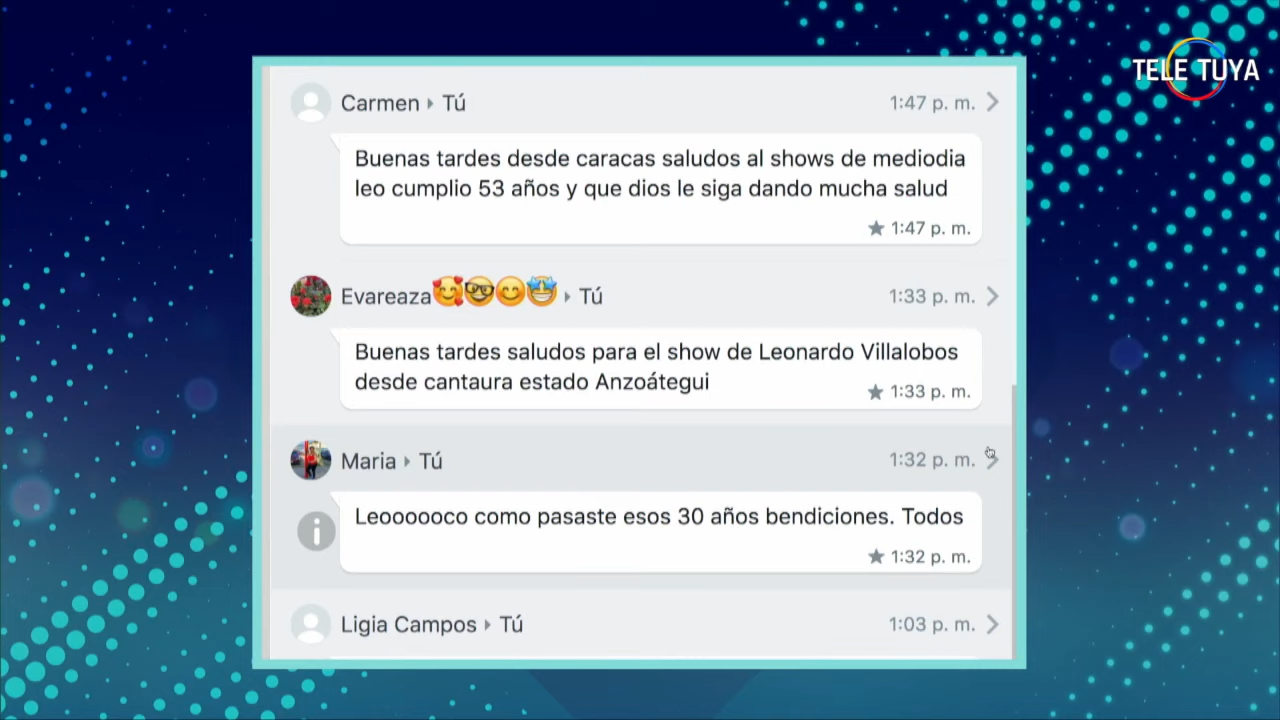 TELE TUYA
Carmen Tú
1:47 p. m.
Buenas tardes desde caracas saludos al shows de mediodia
leo cumplio 53 años y que dios le siga dando mucha salud
1:47 p. m.
Evareaza🥰🤓😊🤩 Tú
1:33 p. m.
Buenas tardes saludos para el show de Leonardo Villalobos
desde cantaura estado Anzoátegui
1:33 p. m.
Maria Tú
1:32 p. m.
Leoooooco como pasaste esos 30 años bendiciones. Todos
1:32 p. m.
Ligia Campos Tú
1:03 p. m.